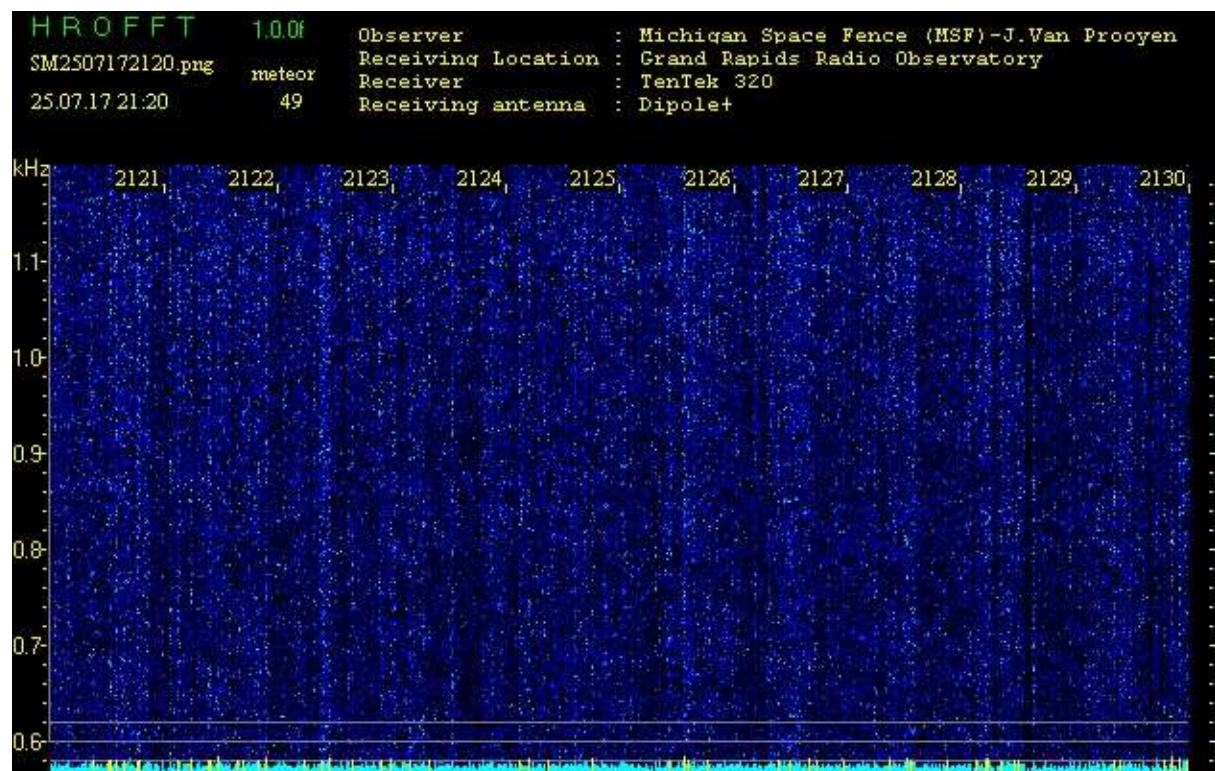 H R O F F T 1.0.0f
SM2507172120.png meteor
25.07.17 21:20 49
Observer : Michigan Space Fence (MSF)-J.Van Prooyen
Receiving Location : Grand Rapids Radio Observatory
Receiver : TenTek 320
Receiving antenna : Dipole+
kHz 2121 2122 2123 2124 2125 2126 2127 2128 2129 2130
1.1
1.0
0.9
0.8
0.7
0.6